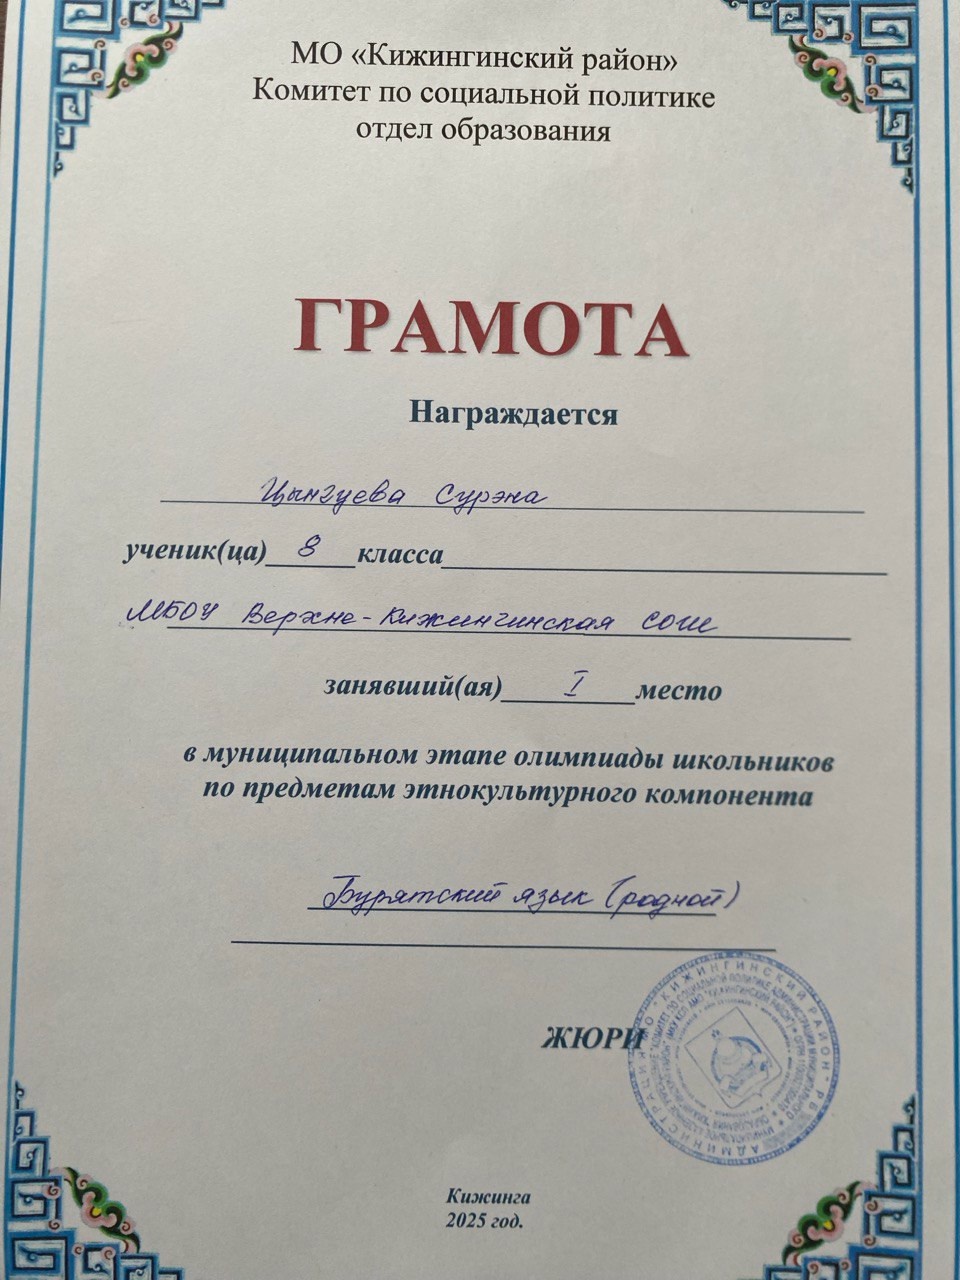 МО «Кижингинский район»
Комитет по социальной политике
отдел образования
ГРАМОТА
Награждается
Цынгуева Сурэна
ученик(ца) 8 класса
МБОУ Верхне-Кижингинская СОШ
занявший(ая) I место
в муниципальном этапе олимпиады школьников
по предметам этнокультурного компонента
Бурятский язык (родной)
ЖЮРИ
Кижинга
2025 год.